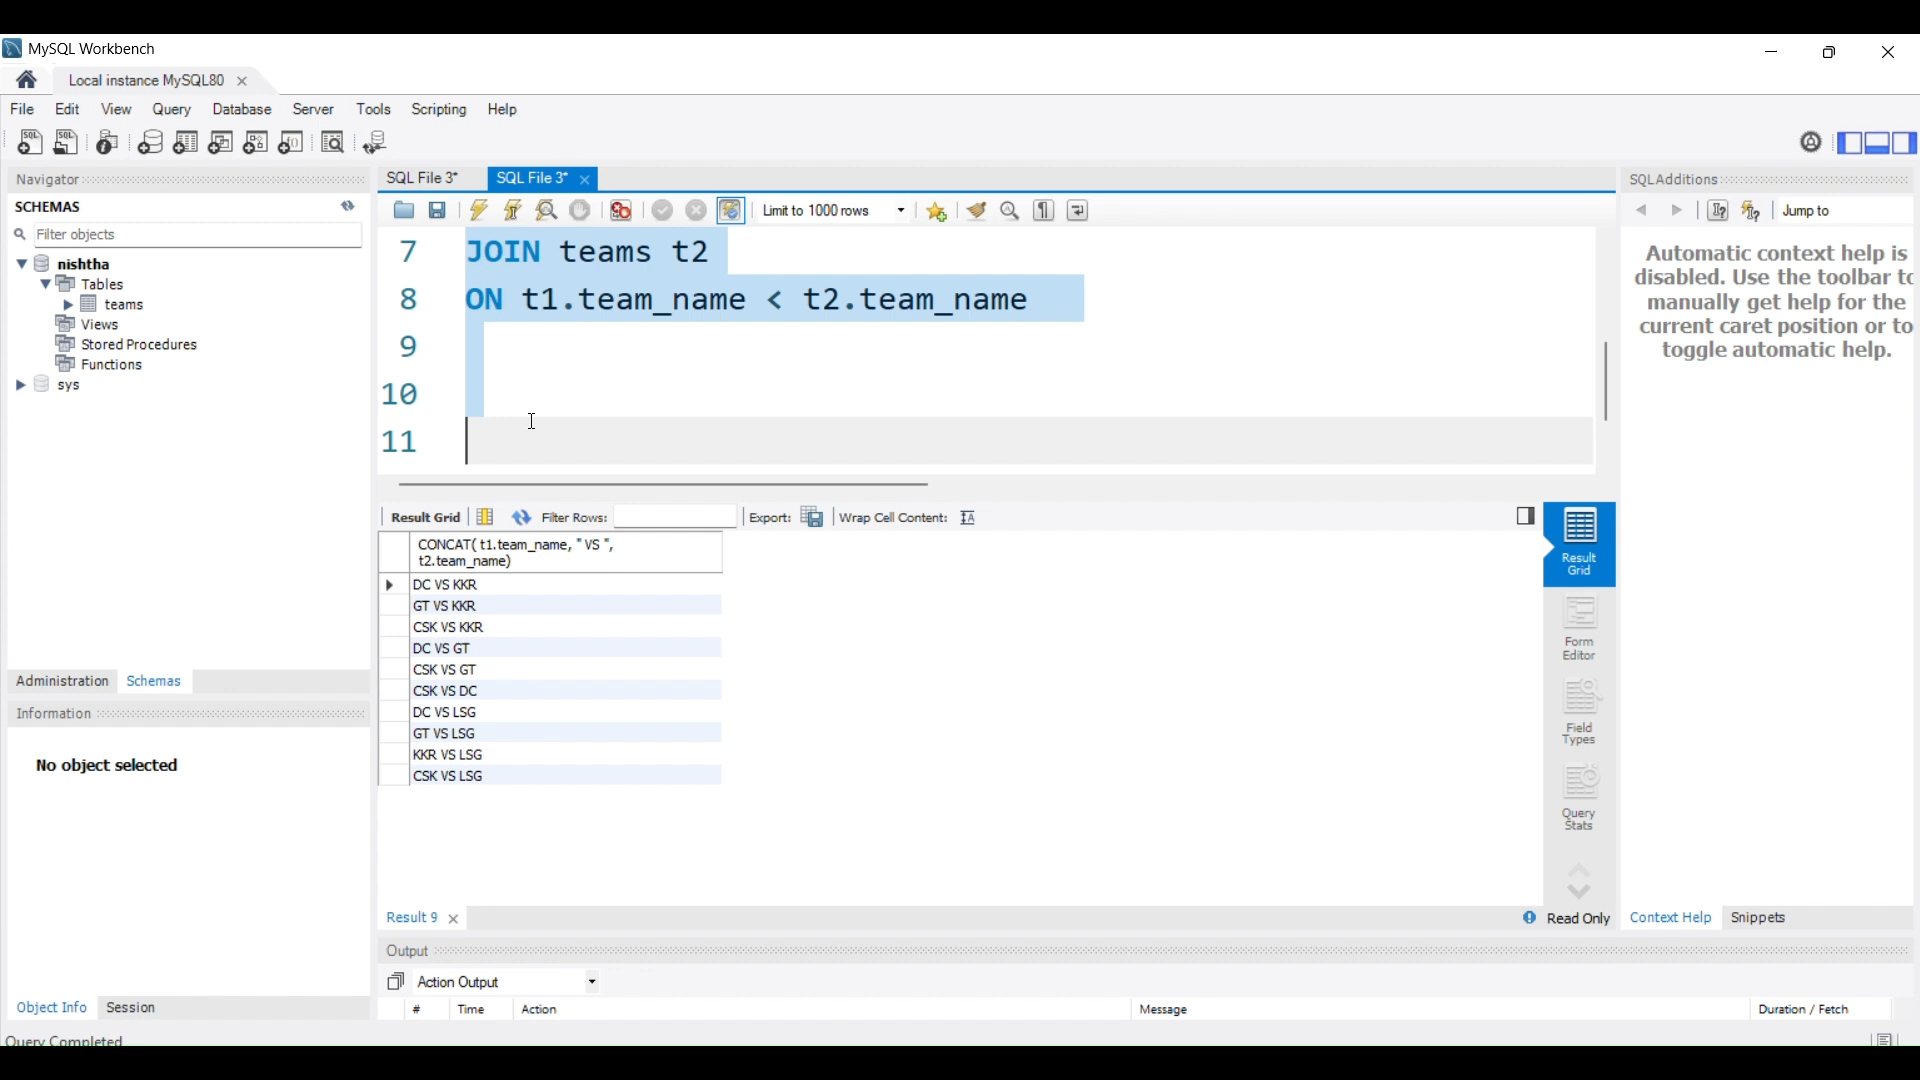 MySQL Workbench
Local instance MySQL80
File Edit View Query Database Server Tools Scripting Help
Navigator
SCHEMAS
Filter objects
nishtha
Tables
teams
Views
Stored Procedures
Functions
sys
Administration Schemas
Information
No object selected
Object Info Session
Query Completed
SQL File 3* SQL File 3*
Limit to 1000 rows
7 JOIN teams t2
8 ON t1.team_name < t2.team_name
9
10
11
Result Grid Filter Rows: Export: Wrap Cell Content:
CONCAT( t1.team_name, " VS ",
t2.team_name)
DC VS KKR
GT VS KKR
CSK VS KKR
DC VS GT
CSK VS GT
CSK VS DC
DC VS LSG
GT VS LSG
KKR VS LSG
CSK VS LSG
Result
Grid
Form
Editor
Field
Types
Query
Stats
Result 9 Read Only
Output
Action Output
# Time Action Message Duration / Fetch
SQLAdditions
Jump to
Automatic context help is
disabled. Use the toolbar to
manually get help for the
current caret position or to
toggle automatic help.
Context Help Snippets